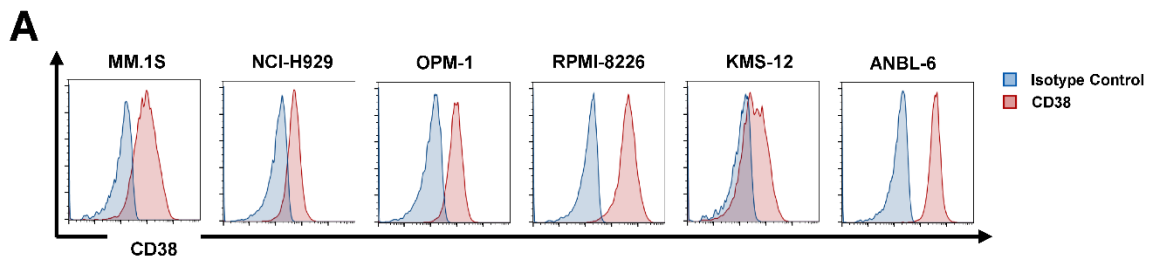 A
MM.1S NCI-H929 OPM-1 RPMI-8226 KMS-12 ANBL-6
Isotype Control
CD38
CD38